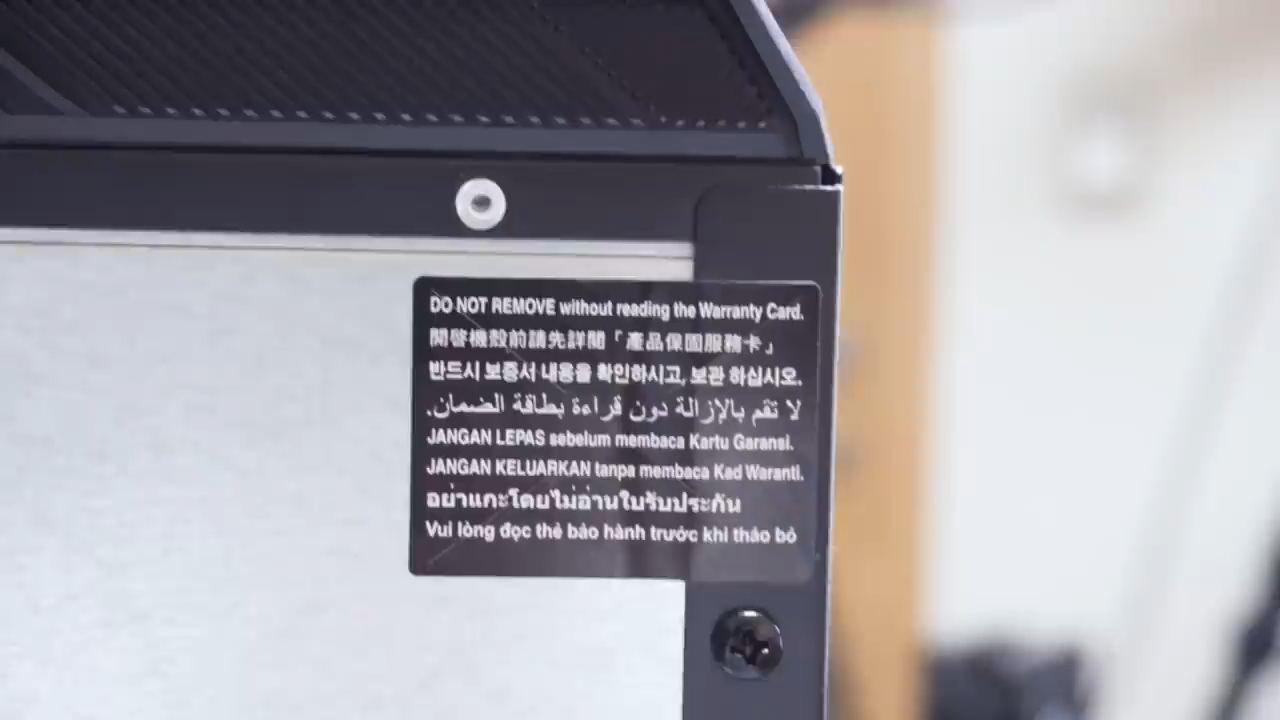 DO NOT REMOVE without reading the Warranty Card.
開啓機殼前請先詳閱「產品保固服務卡」
반드시 보증서 내용을 확인하시고, 보관 하십시오.
لا تقم بالإزالة دون قراءة بطاقة الضمان.
JANGAN LEPAS sebelum membaca Kartu Garansi.
JANGAN KELUARKAN tanpa membaca Kad Waranti.
อย่าแกะโดยไม่อ่านใบรับประกัน
Vui lòng đọc thẻ bảo hành trước khi tháo bỏ